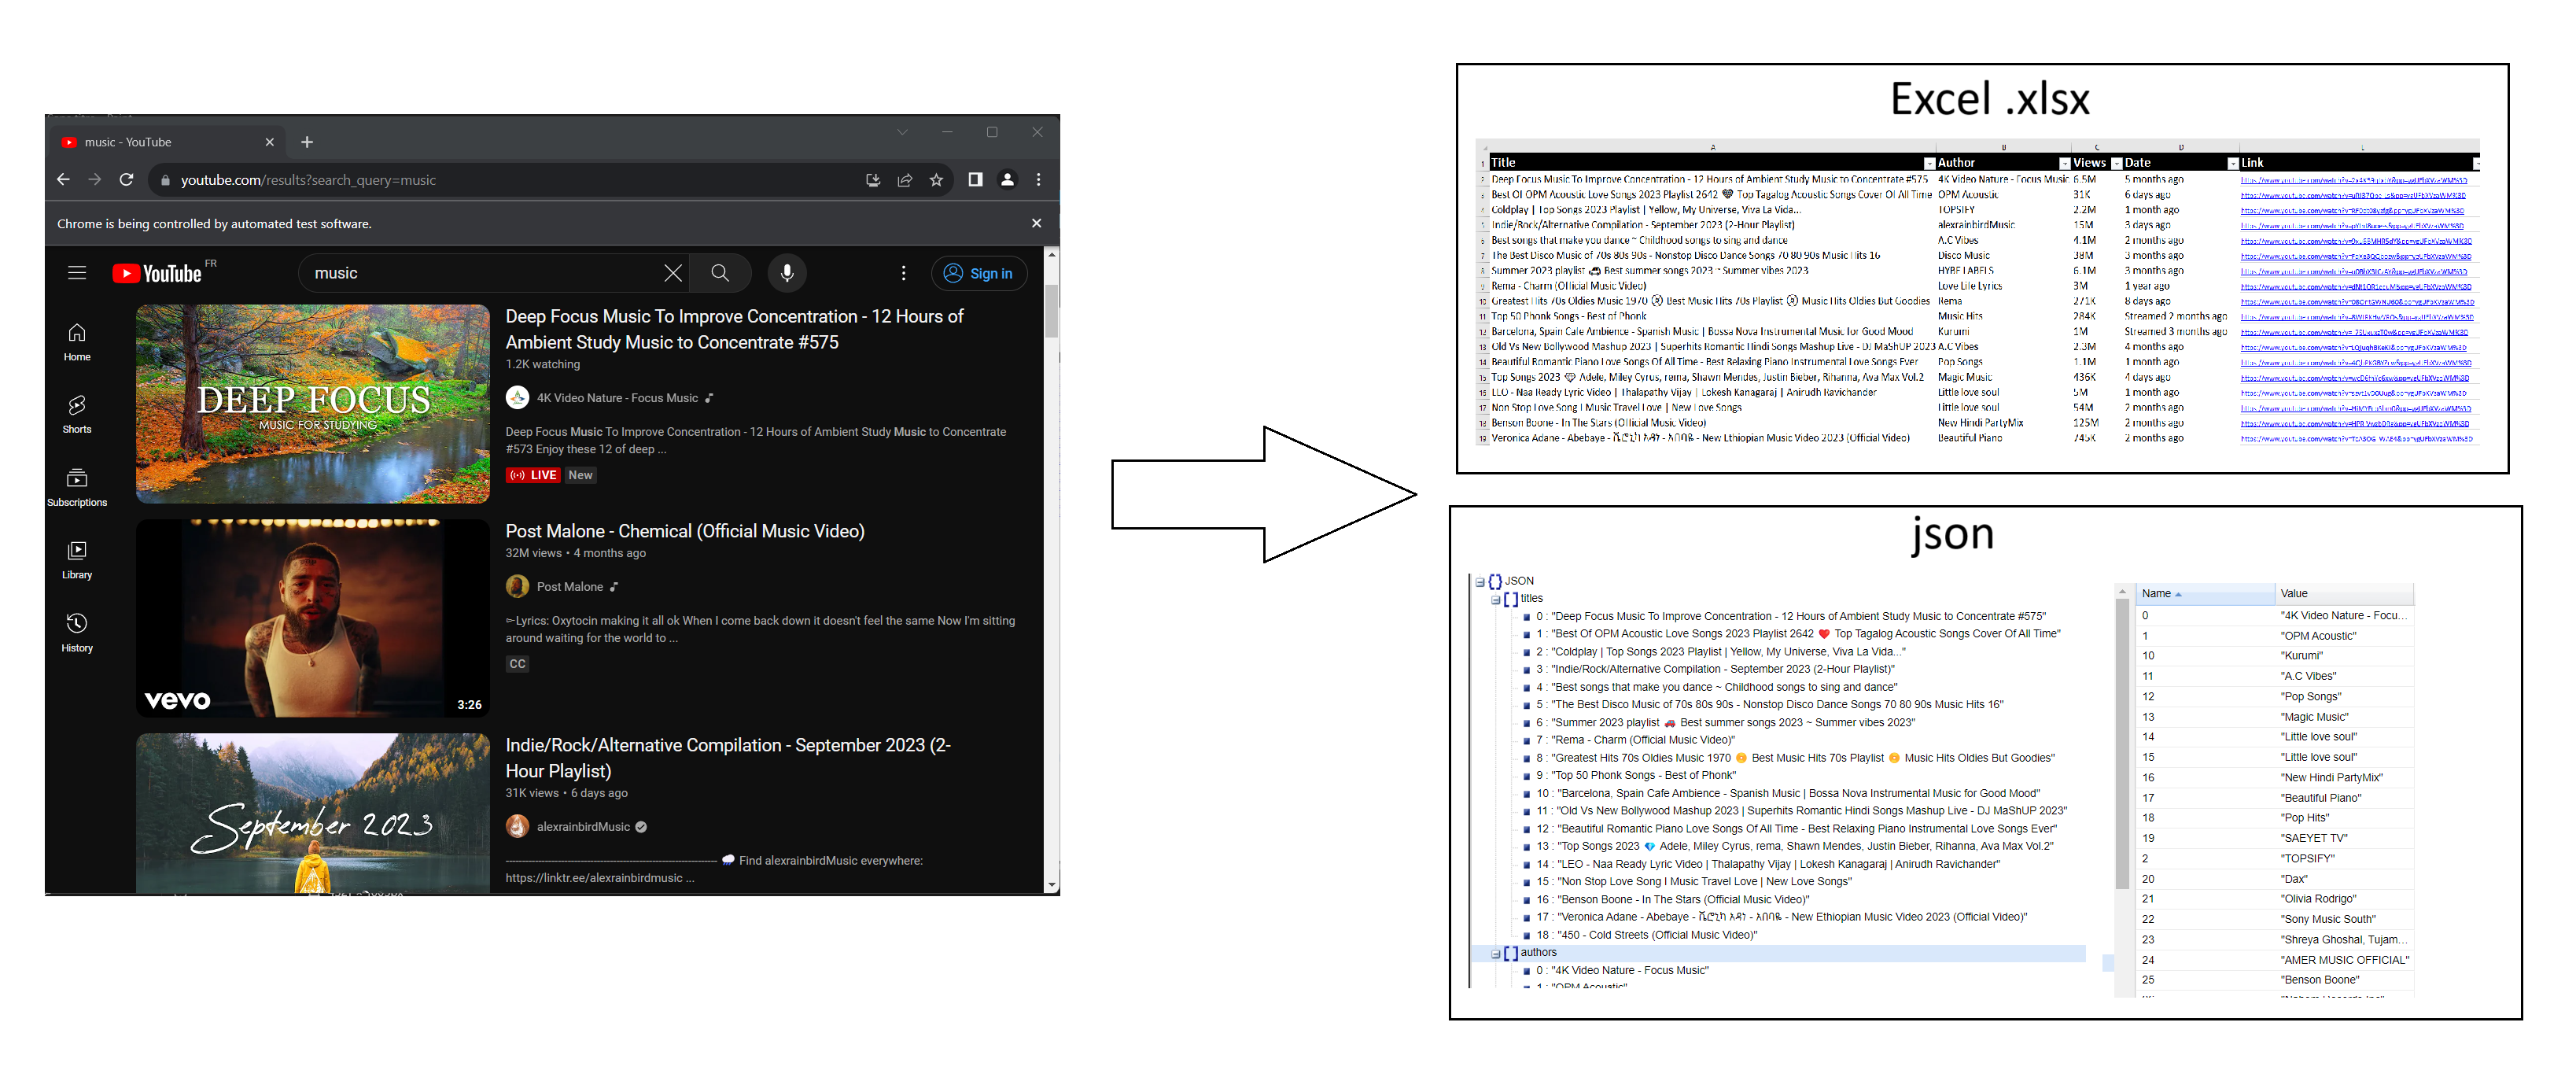 music - YouTube
youtube.com/results?search_query=music
Chrome is being controlled by automated test software.
YouTube FR
music
Sign in
Home
Shorts
Subscriptions
Library
History
DEEP FOCUS
MUSIC FOR STUDYING
Deep Focus Music To Improve Concentration - 12 Hours of
Ambient Study Music to Concentrate #575
1.2K watching
4K Video Nature - Focus Music
Deep Focus Music To Improve Concentration - 12 Hours of Ambient Study Music to Concentrate
#573 Enjoy these 12 of deep ...
LIVE New
vevo
3:26
Post Malone - Chemical (Official Music Video)
32M views • 4 months ago
Post Malone
Lyrics: Oxytocin making it all ok When I come back down it doesn't feel the same Now I'm sitting
around waiting for the world to ...
CC
September 2023
Indie/Rock/Alternative Compilation - September 2023 (2-
Hour Playlist)
31K views • 6 days ago
alexrainbirdMusic
Find alexrainbirdMusic everywhere:
https://linktr.ee/alexrainbirdmusic ...
Excel .xlsx
A B C D E
1 Title Author Views Date Link
2 Deep Focus Music To Improve Concentration - 12 Hours of Ambient Study Music to Concentrate #575 4K Video Nature - Focus Music 6.5M 5 months ago
3 Best Of OPM Acoustic Love Songs 2023 Playlist 2642 ❤ Top Tagalog Acoustic Songs Cover Of All Time OPM Acoustic 31K 6 days ago
4 Coldplay | Top Songs 2023 Playlist | Yellow, My Universe, Viva La Vida... TOPSIFY 2.2M 1 month ago
5 Indie/Rock/Alternative Compilation - September 2023 (2-Hour Playlist) alexrainbirdMusic 15M 3 days ago
6 Best songs that make you dance ~ Childhood songs to sing and dance A.C Vibes 4.1M 2 months ago
7 The Best Disco Music of 70s 80s 90s - Nonstop Disco Dance Songs 70 80 90s Music Hits 16 Disco Music 38M 3 months ago
8 Summer 2023 playlist 🚗 Best summer songs 2023 ~ Summer vibes 2023 HYBE LABELS 6.1M 3 months ago
9 Rema - Charm (Official Music Video) Love Life Lyrics 3M 1 year ago
10 Greatest Hits 70s Oldies Music 1970 Best Music Hits 70s Playlist Music Hits Oldies But Goodies Rema 271K 8 days ago
11 Top 50 Phonk Songs - Best of Phonk Music Hits 284K Streamed 2 months ago
12 Barcelona, Spain Cafe Ambience - Spanish Music | Bossa Nova Instrumental Music for Good Mood Kurumi 1M Streamed 3 months ago
13 Old Vs New Bollywood Mashup 2023 | Superhits Romantic Hindi Songs Mashup Live - DJ MaShUP 2023 A.C Vibes 2.3M 4 months ago
14 Beautiful Romantic Piano Love Songs Of All Time - Best Relaxing Piano Instrumental Love Songs Ever Pop Songs 1.1M 1 month ago
15 Top Songs 2023 💎 Adele, Miley Cyrus, rema, Shawn Mendes, Justin Bieber, Rihanna, Ava Max Vol.2 Magic Music 436K 4 days ago
16 LEO - Naa Ready Lyric Video | Thalapathy Vijay | Lokesh Kanagaraj | Anirudh Ravichander Little love soul 5M 1 month ago
17 Non Stop Love Song I Music Travel Love | New Love Songs Little love soul 54M 2 months ago
18 Benson Boone - In The Stars (Official Music Video) New Hindi PartyMix 125M 2 months ago
19 Veronica Adane - Abebaye - ቬሮኒካ አዳነ - አበባዬ - New Ethiopian Music Video 2023 (Official Video) Beautiful Piano 745K 2 months ago
json
JSON
titles
0 : "Deep Focus Music To Improve Concentration - 12 Hours of Ambient Study Music to Concentrate #575"
1 : "Best Of OPM Acoustic Love Songs 2023 Playlist 2642 ❤️ Top Tagalog Acoustic Songs Cover Of All Time"
2 : "Coldplay | Top Songs 2023 Playlist | Yellow, My Universe, Viva La Vida..."
3 : "Indie/Rock/Alternative Compilation - September 2023 (2-Hour Playlist)"
4 : "Best songs that make you dance ~ Childhood songs to sing and dance"
5 : "The Best Disco Music of 70s 80s 90s - Nonstop Disco Dance Songs 70 80 90s Music Hits 16"
6 : "Summer 2023 playlist 🚗 Best summer songs 2023 ~ Summer vibes 2023"
7 : "Rema - Charm (Official Music Video)"
8 : "Greatest Hits 70s Oldies Music 1970 Best Music Hits 70s Playlist Music Hits Oldies But Goodies"
9 : "Top 50 Phonk Songs - Best of Phonk"
10 : "Barcelona, Spain Cafe Ambience - Spanish Music | Bossa Nova Instrumental Music for Good Mood"
11 : "Old Vs New Bollywood Mashup 2023 | Superhits Romantic Hindi Songs Mashup Live - DJ MaShUP 2023"
12 : "Beautiful Romantic Piano Love Songs Of All Time - Best Relaxing Piano Instrumental Love Songs Ever"
13 : "Top Songs 2023 💎 Adele, Miley Cyrus, rema, Shawn Mendes, Justin Bieber, Rihanna, Ava Max Vol.2"
14 : "LEO - Naa Ready Lyric Video | Thalapathy Vijay | Lokesh Kanagaraj | Anirudh Ravichander"
15 : "Non Stop Love Song I Music Travel Love | New Love Songs"
16 : "Benson Boone - In The Stars (Official Music Video)"
17 : "Veronica Adane - Abebaye - ቬሮኒካ አዳነ - አበባዬ - New Ethiopian Music Video 2023 (Official Video)"
18 : "450 - Cold Streets (Official Music Video)"
authors
0 : "4K Video Nature - Focus Music"
1 : "OPM Acoustic"
Name Value
0 "4K Video Nature - Focu...
1 "OPM Acoustic"
10 "Kurumi"
11 "A.C Vibes"
12 "Pop Songs"
13 "Magic Music"
14 "Little love soul"
15 "Little love soul"
16 "New Hindi PartyMix"
17 "Beautiful Piano"
18 "Pop Hits"
19 "SAEYET TV"
2 "TOPSIFY"
20 "Dax"
21 "Olivia Rodrigo"
22 "Sony Music South"
23 "Shreya Ghoshal, Tujam...
24 "AMER MUSIC OFFICIAL"
25 "Benson Boone"